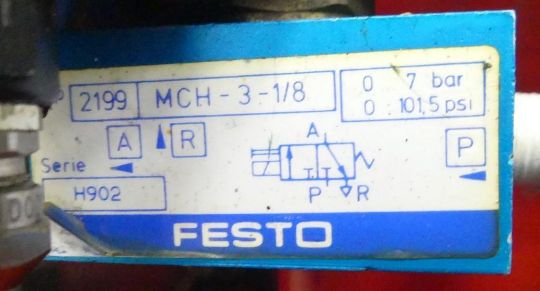 2199 MCH-3-1/8 0 7 bar
0 101,5 psi
A R A P
Serie P R
H902
FESTO